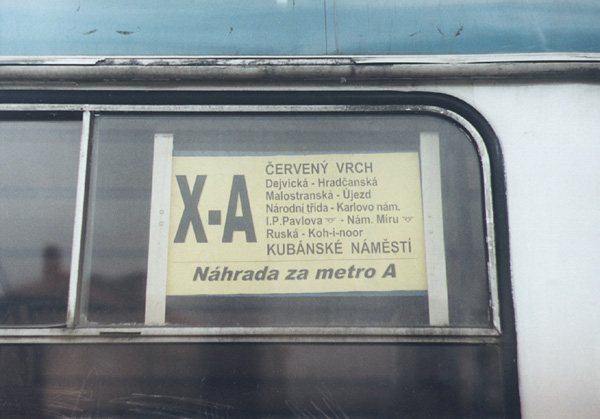 X-A
ČERVENÝ VRCH
Dejvická - Hradčanská
Malostranská - Újezd
Národní třída - Karlovo nám.
I.P.Pavlova - Nám. Míru
Ruská - Koh-i-noor
KUBÁNSKÉ NÁMĚSTÍ
Náhrada za metro A